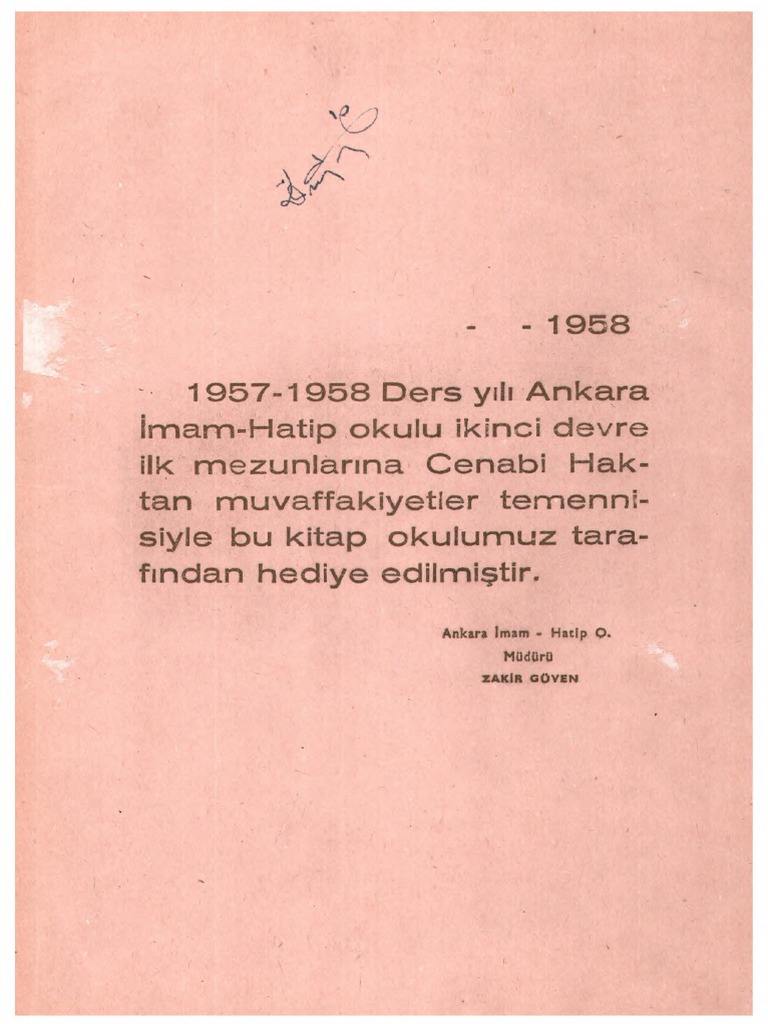 - - 1958
1957-1958 Ders yılı Ankara
İmam-Hatip okulu ikinci devre
ilk mezunlarına Cenabi Hak-
tan muvaffakiyetler temenni-
siyle bu kitap okulumuz tara-
fından hediye edilmiştir.
Ankara İmam - Hatip O.
Müdürü
ZAKİR GÜVEN